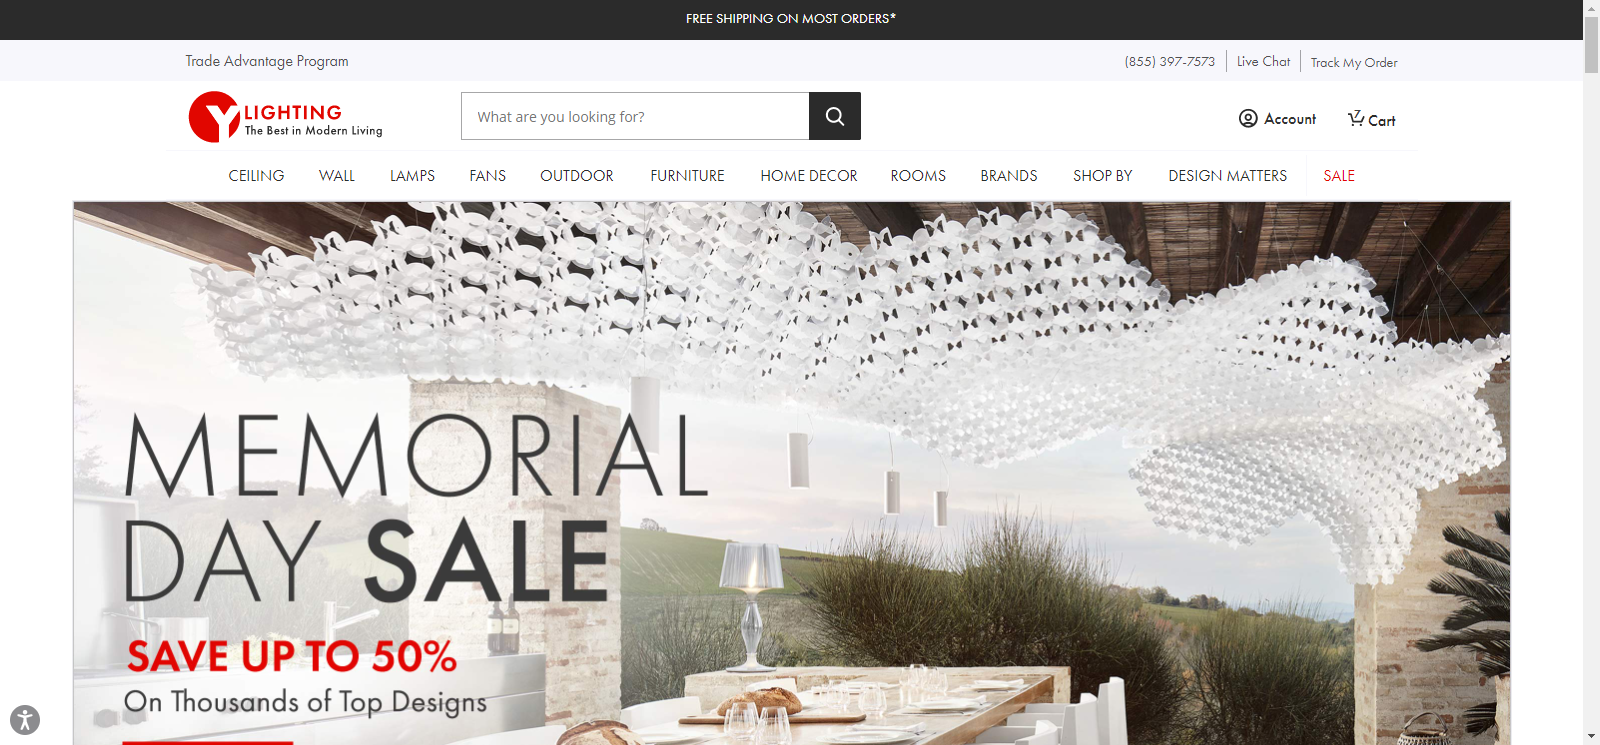 FREE SHIPPING ON MOST ORDERS*
Trade Advantage Program
(855) 397-7573
Live Chat
Track My Order
Y LIGHTING
The Best in Modern Living
What are you looking for?
Account
7
Cart
CEILING
WALL
LAMPS
FANS
OUTDOOR
FURNITURE
HOME DECOR
ROOMS
BRANDS
SHOP BY
DESIGN MATTERS
SALE
MEMORIAL
DAY SALE
SAVE UP TO 50%
On Thousands of Top Designs